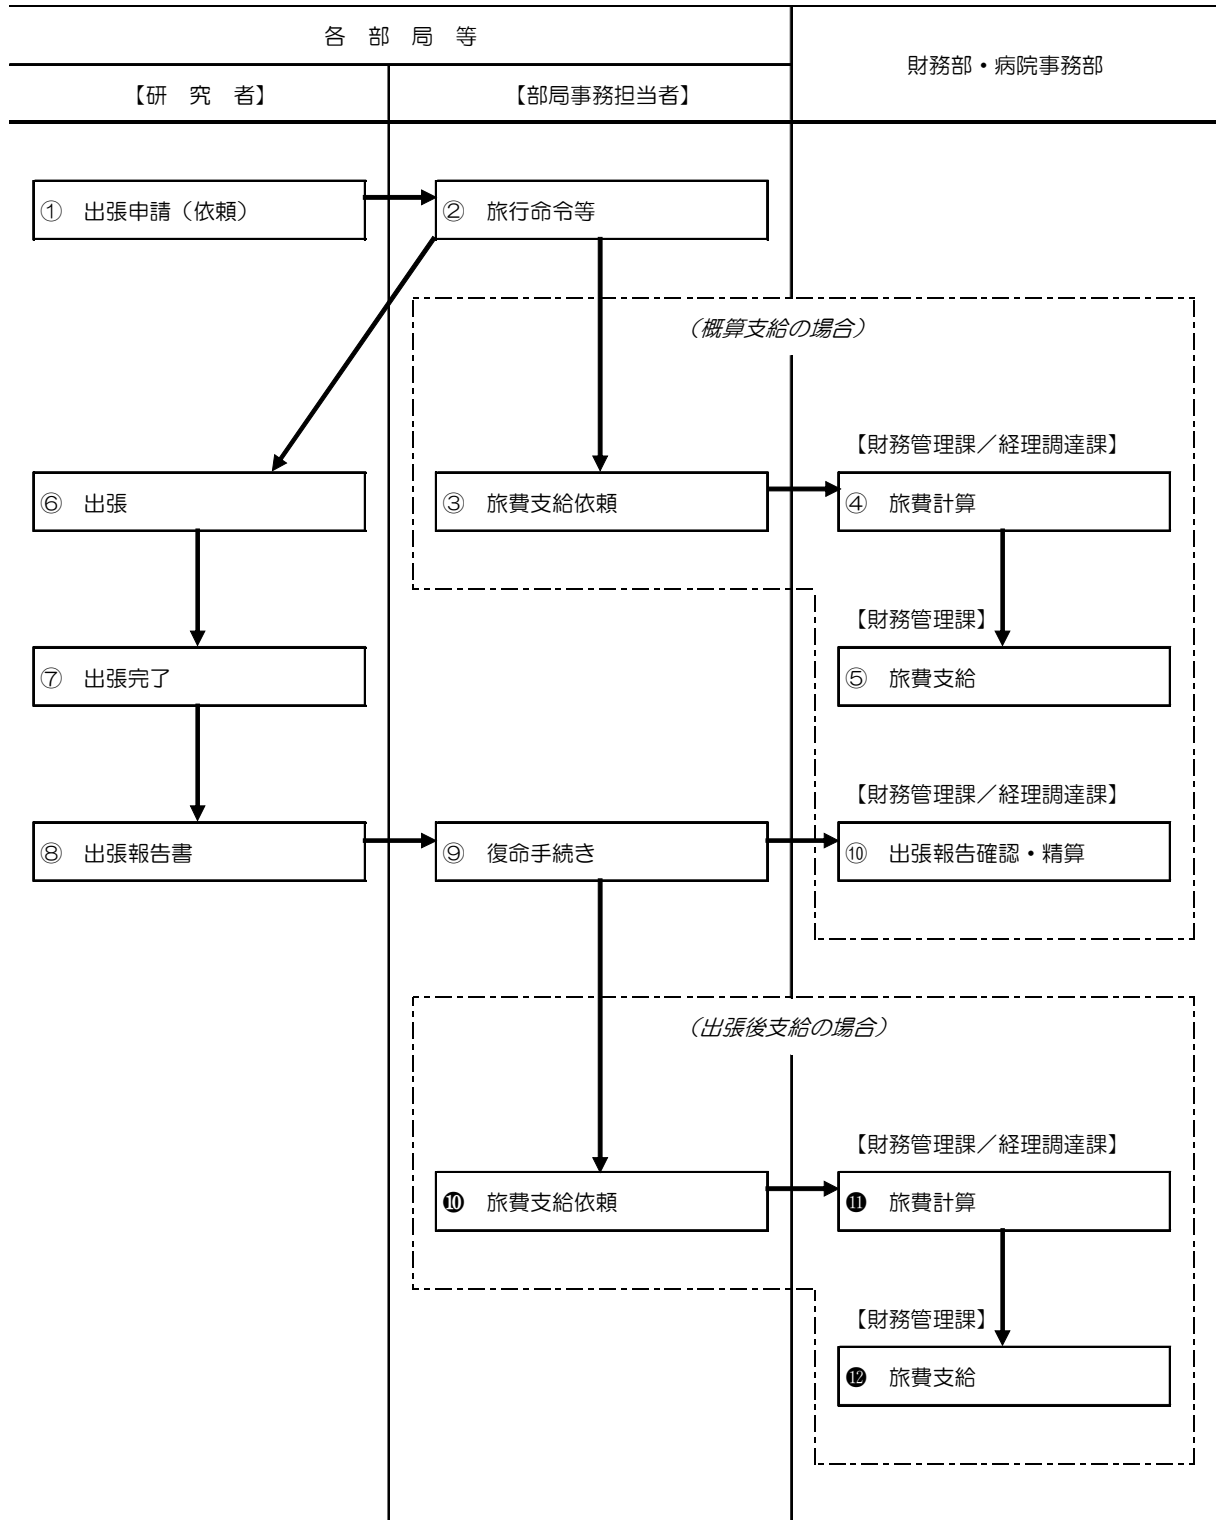 各　部　局　等
財務部・病院事務部
【研　究　者】
【部局事務担当者】
①　出張申請（依頼）
②　旅行命令等
（概算支給の場合）
【財務管理課／経理調達課】
⑥　出張
③　旅費支給依頼
④　旅費計算
【財務管理課】
⑦　出張完了
⑤　旅費支給
【財務管理課／経理調達課】
⑧　出張報告書
⑨　復命手続き
⑩　出張報告確認・精算
（出張後支給の場合）
【財務管理課／経理調達課】
❿　旅費支給依頼
⓫　旅費計算
【財務管理課】
⓬　旅費支給